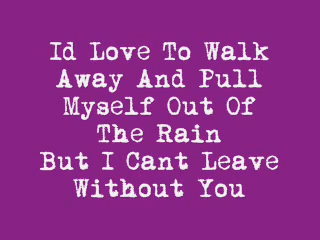 Id Love To Walk
Away And Pull
Myself Out Of
The Rain
But I Cant Leave
Without You